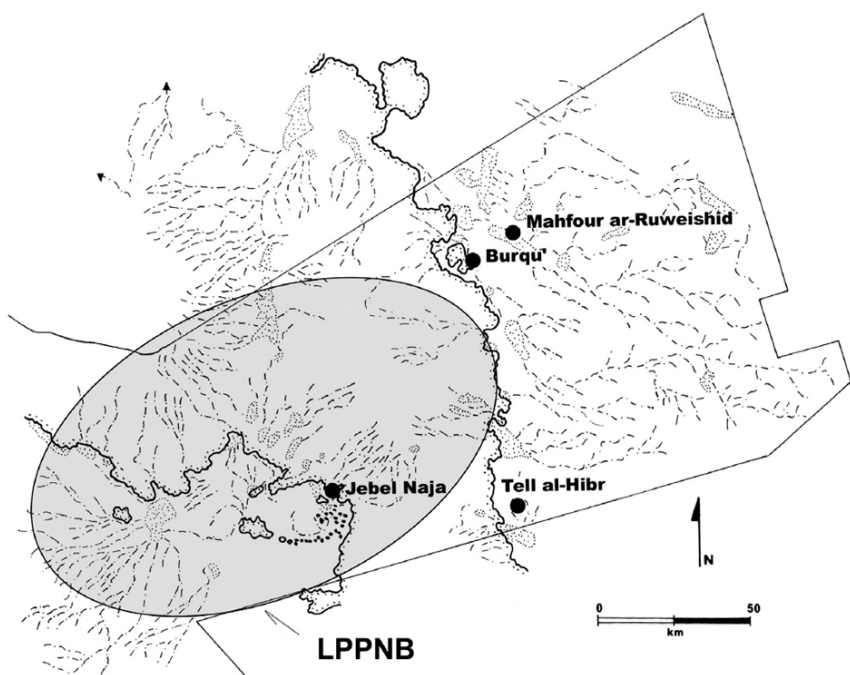 Mahfour ar-Ruweishid
Burqu'
Jebel Naja
Tell al-Hibr
N
0 50
km
LPPNB